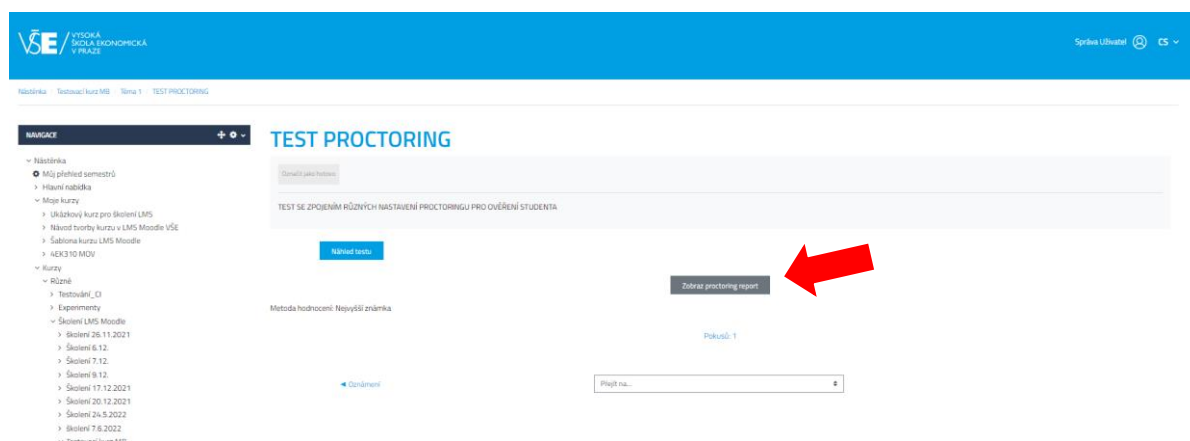 VŠE / VYSOKÁ
ŠKOLA EKONOMICKÁ
V PRAZE
Správa Uživatel CS
Nástěnka Testovací kurz MB Téma 1 TEST PROCTORING
NAVIGACE
Nástěnka
Můj přehled semestrů
Hlavní nabídka
Moje kurzy
Ukázkový kurz pro školení LMS
Návod tvorby kurzu v LMS Moodle VŠE
Šablona kurzu LMS Moodle
4EK310 MOV
Kurzy
Různé
Testování_CI
Experimenty
Školení LMS Moodle
školení 26.11.2021
Školení 6.12.
Školení 7.12.
Školení 9.12.
Školení 17.12.2021
Školení 20.12.2021
Školení 24.5.2022
školení 7.6.2022
Testovací kurz MB
TEST PROCTORING
Označit jako hotovo
TEST SE ZPOJENÍM RŮZNÝCH NASTAVENÍ PROCTORINGU PRO OVĚŘENÍ STUDENTA
Náhled testu
Zobraz proctoring report
Metoda hodnocení: Nejvyšší známka
Pokusů: 1
◄ Oznámení
Přejít na...